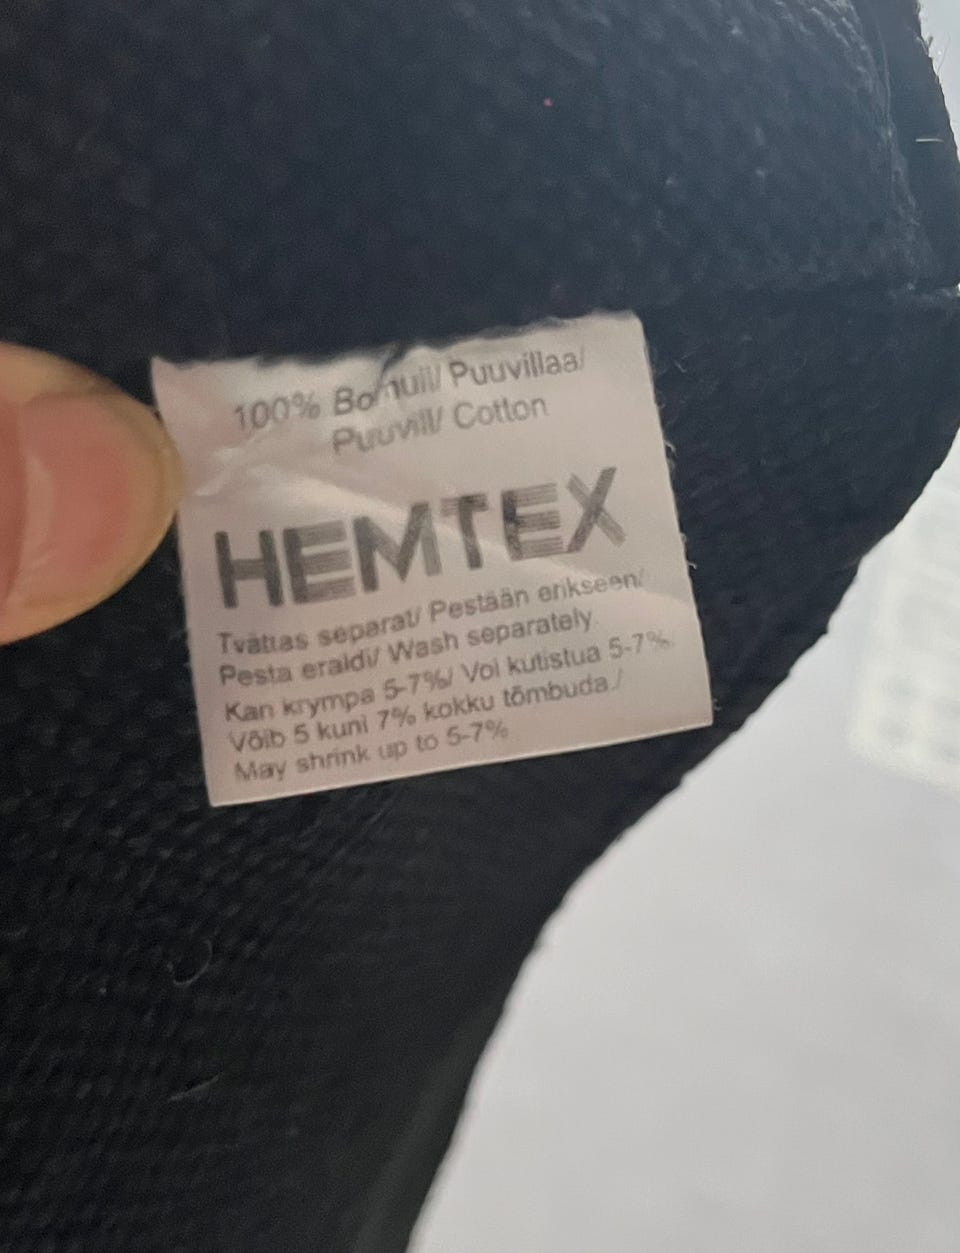 100% Bomull/ Puuvillaa/
Puuvill/ Cotton
HEMTEX
Tvättas separat/ Pestään erikseen/
Pesta eraldi/ Wash separately.
Kan krympa 5-7%/ Voi kutistua 5-7%
Võib 5 kuni 7% kokku tõmbuda./
May shrink up to 5-7%